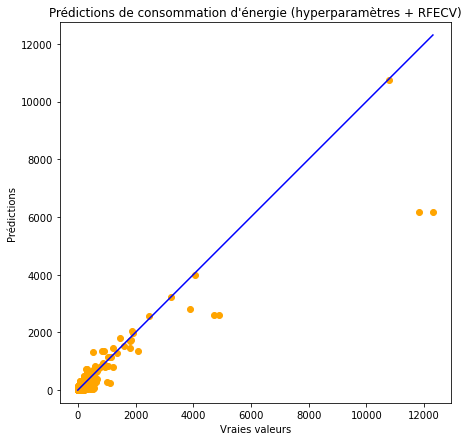 Prédictions de consommation d'énergie (hyperparamètres + RFECV)
12000
10000
8000
6000
4000
2000
0
Prédictions
0 2000 4000 6000 8000 10000 12000
Vraies valeurs